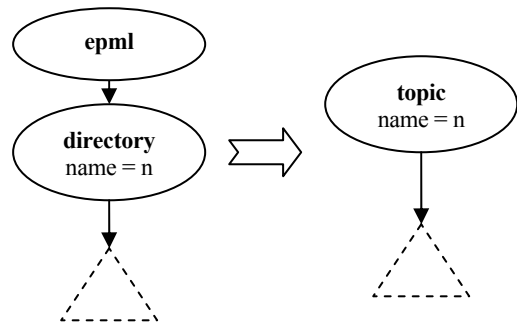 epml
directory
name = n
topic
name = n